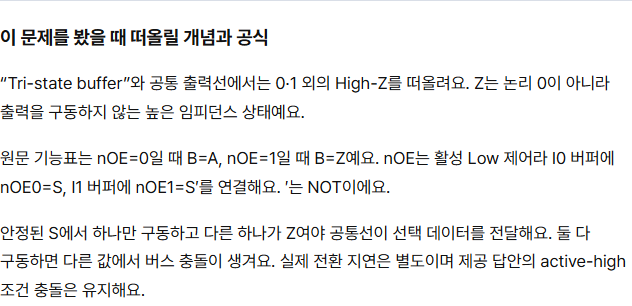 이 문제를 봤을 때 떠올릴 개념과 공식
“Tri-state buffer”와 공통 출력선에서는 0·1 외의 High-Z를 떠올려요. Z는 논리 0이 아니라
출력을 구동하지 않는 높은 임피던스 상태예요.
원문 기능표는 nOE=0일 때 B=A, nOE=1일 때 B=Z예요. nOE는 활성 Low 제어라 I0 버퍼에
nOE0=S, I1 버퍼에 nOE1=S′를 연결해요. ′는 NOT이에요.
안정된 S에서 하나만 구동하고 다른 하나가 Z여야 공통선이 선택 데이터를 전달해요. 둘 다
구동하면 다른 값에서 버스 충돌이 생겨요. 실제 전환 지연은 별도이며 제공 답안의 active-high
조건 충돌은 유지해요.